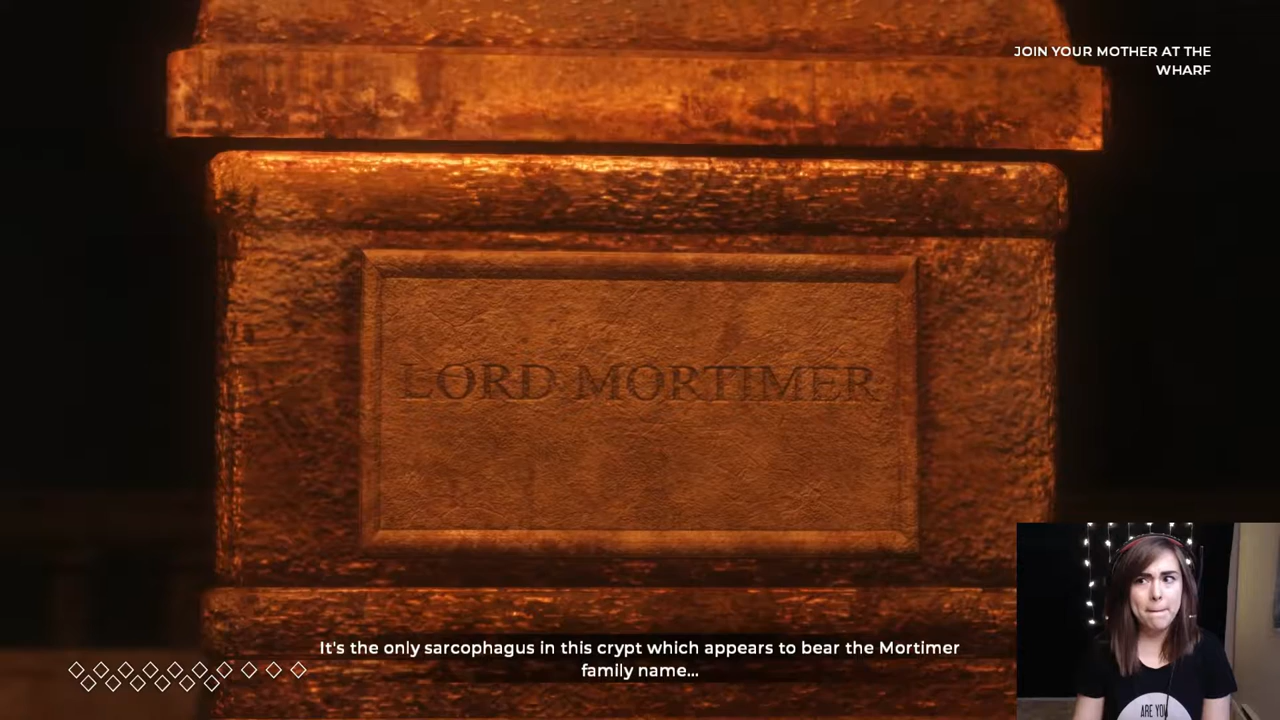 JOIN YOUR MOTHER AT THE
WHARF
LORD MORTIMER
It's the only sarcophagus in this crypt which appears to bear the Mortimer
family name...
ARE YOU